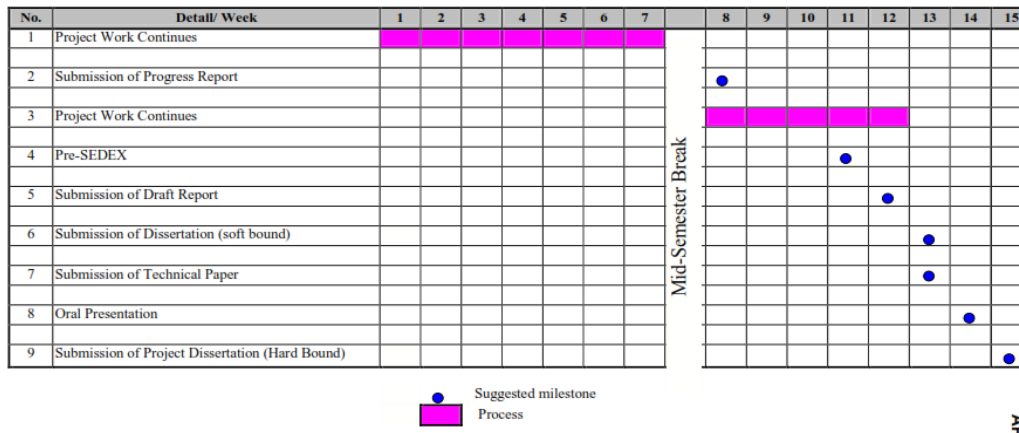 No. Detail/ Week 1 2 3 4 5 6 7 8 9 10 11 12 13 14 15
1 Project Work Continues
2 Submission of Progress Report
3 Project Work Continues
Mid-Semester Break
4 Pre-SEDEX
5 Submission of Draft Report
6 Submission of Dissertation (soft bound)
7 Submission of Technical Paper
8 Oral Presentation
9 Submission of Project Dissertation (Hard Bound)
Suggested milestone
Process